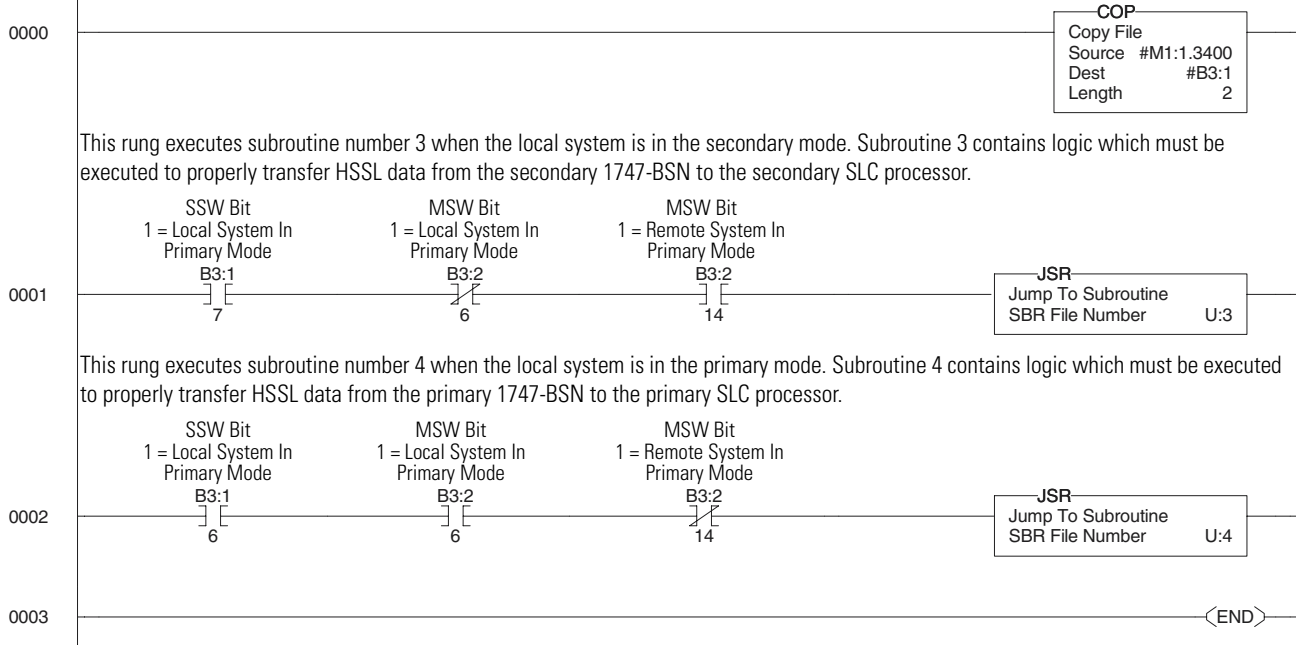 0000
COP
Copy File
Source #M1:1.3400
Dest #B3:1
Length 2
This rung executes subroutine number 3 when the local system is in the secondary mode. Subroutine 3 contains logic which must be
executed to properly transfer HSSL data from the secondary 1747-BSN to the secondary SLC processor.
SSW Bit MSW Bit MSW Bit
1 = Local System In 1 = Local System In 1 = Remote System In
Primary Mode Primary Mode Primary Mode
B3:1 B3:2 B3:2
0001
7 6 14
JSR
Jump To Subroutine
SBR File Number U:3
This rung executes subroutine number 4 when the local system is in the primary mode. Subroutine 4 contains logic which must be executed
to properly transfer HSSL data from the primary 1747-BSN to the primary SLC processor.
SSW Bit MSW Bit MSW Bit
1 = Local System In 1 = Local System In 1 = Remote System In
Primary Mode Primary Mode Primary Mode
B3:1 B3:2 B3:2
0002
6 6 14
JSR
Jump To Subroutine
SBR File Number U:4
0003
END